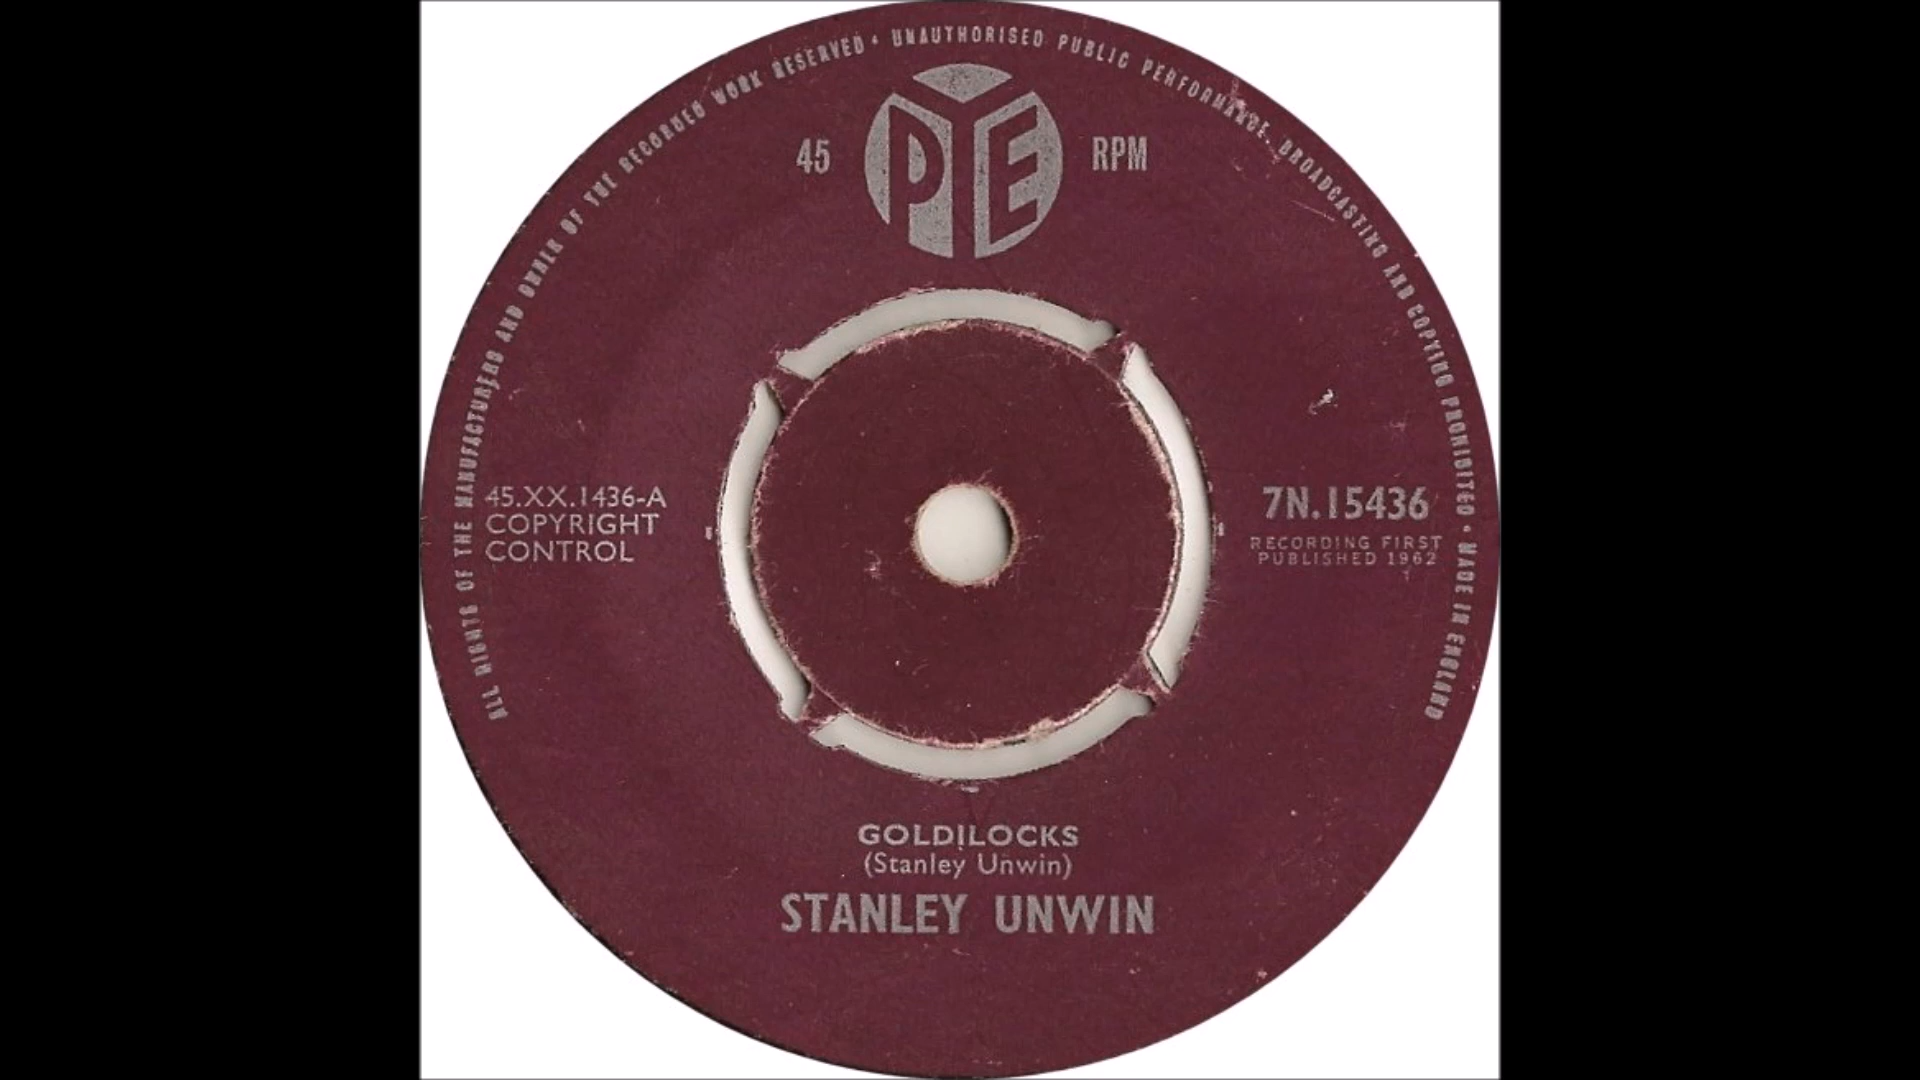 ALL RIGHTS OF THE MANUFACTURERS AND OWNER OF THE RECORDED WORK RESERVED • UNAUTHORISED PUBLIC PERFORMANCE, BROADCASTING AND COPYING PROHIBITED • MADE IN ENGLAND
PYE
45 RPM
45.XX.1436-A
COPYRIGHT
CONTROL
7N.15436
RECORDING FIRST
PUBLISHED 1962
GOLDILOCKS
(Stanley Unwin)
STANLEY UNWIN